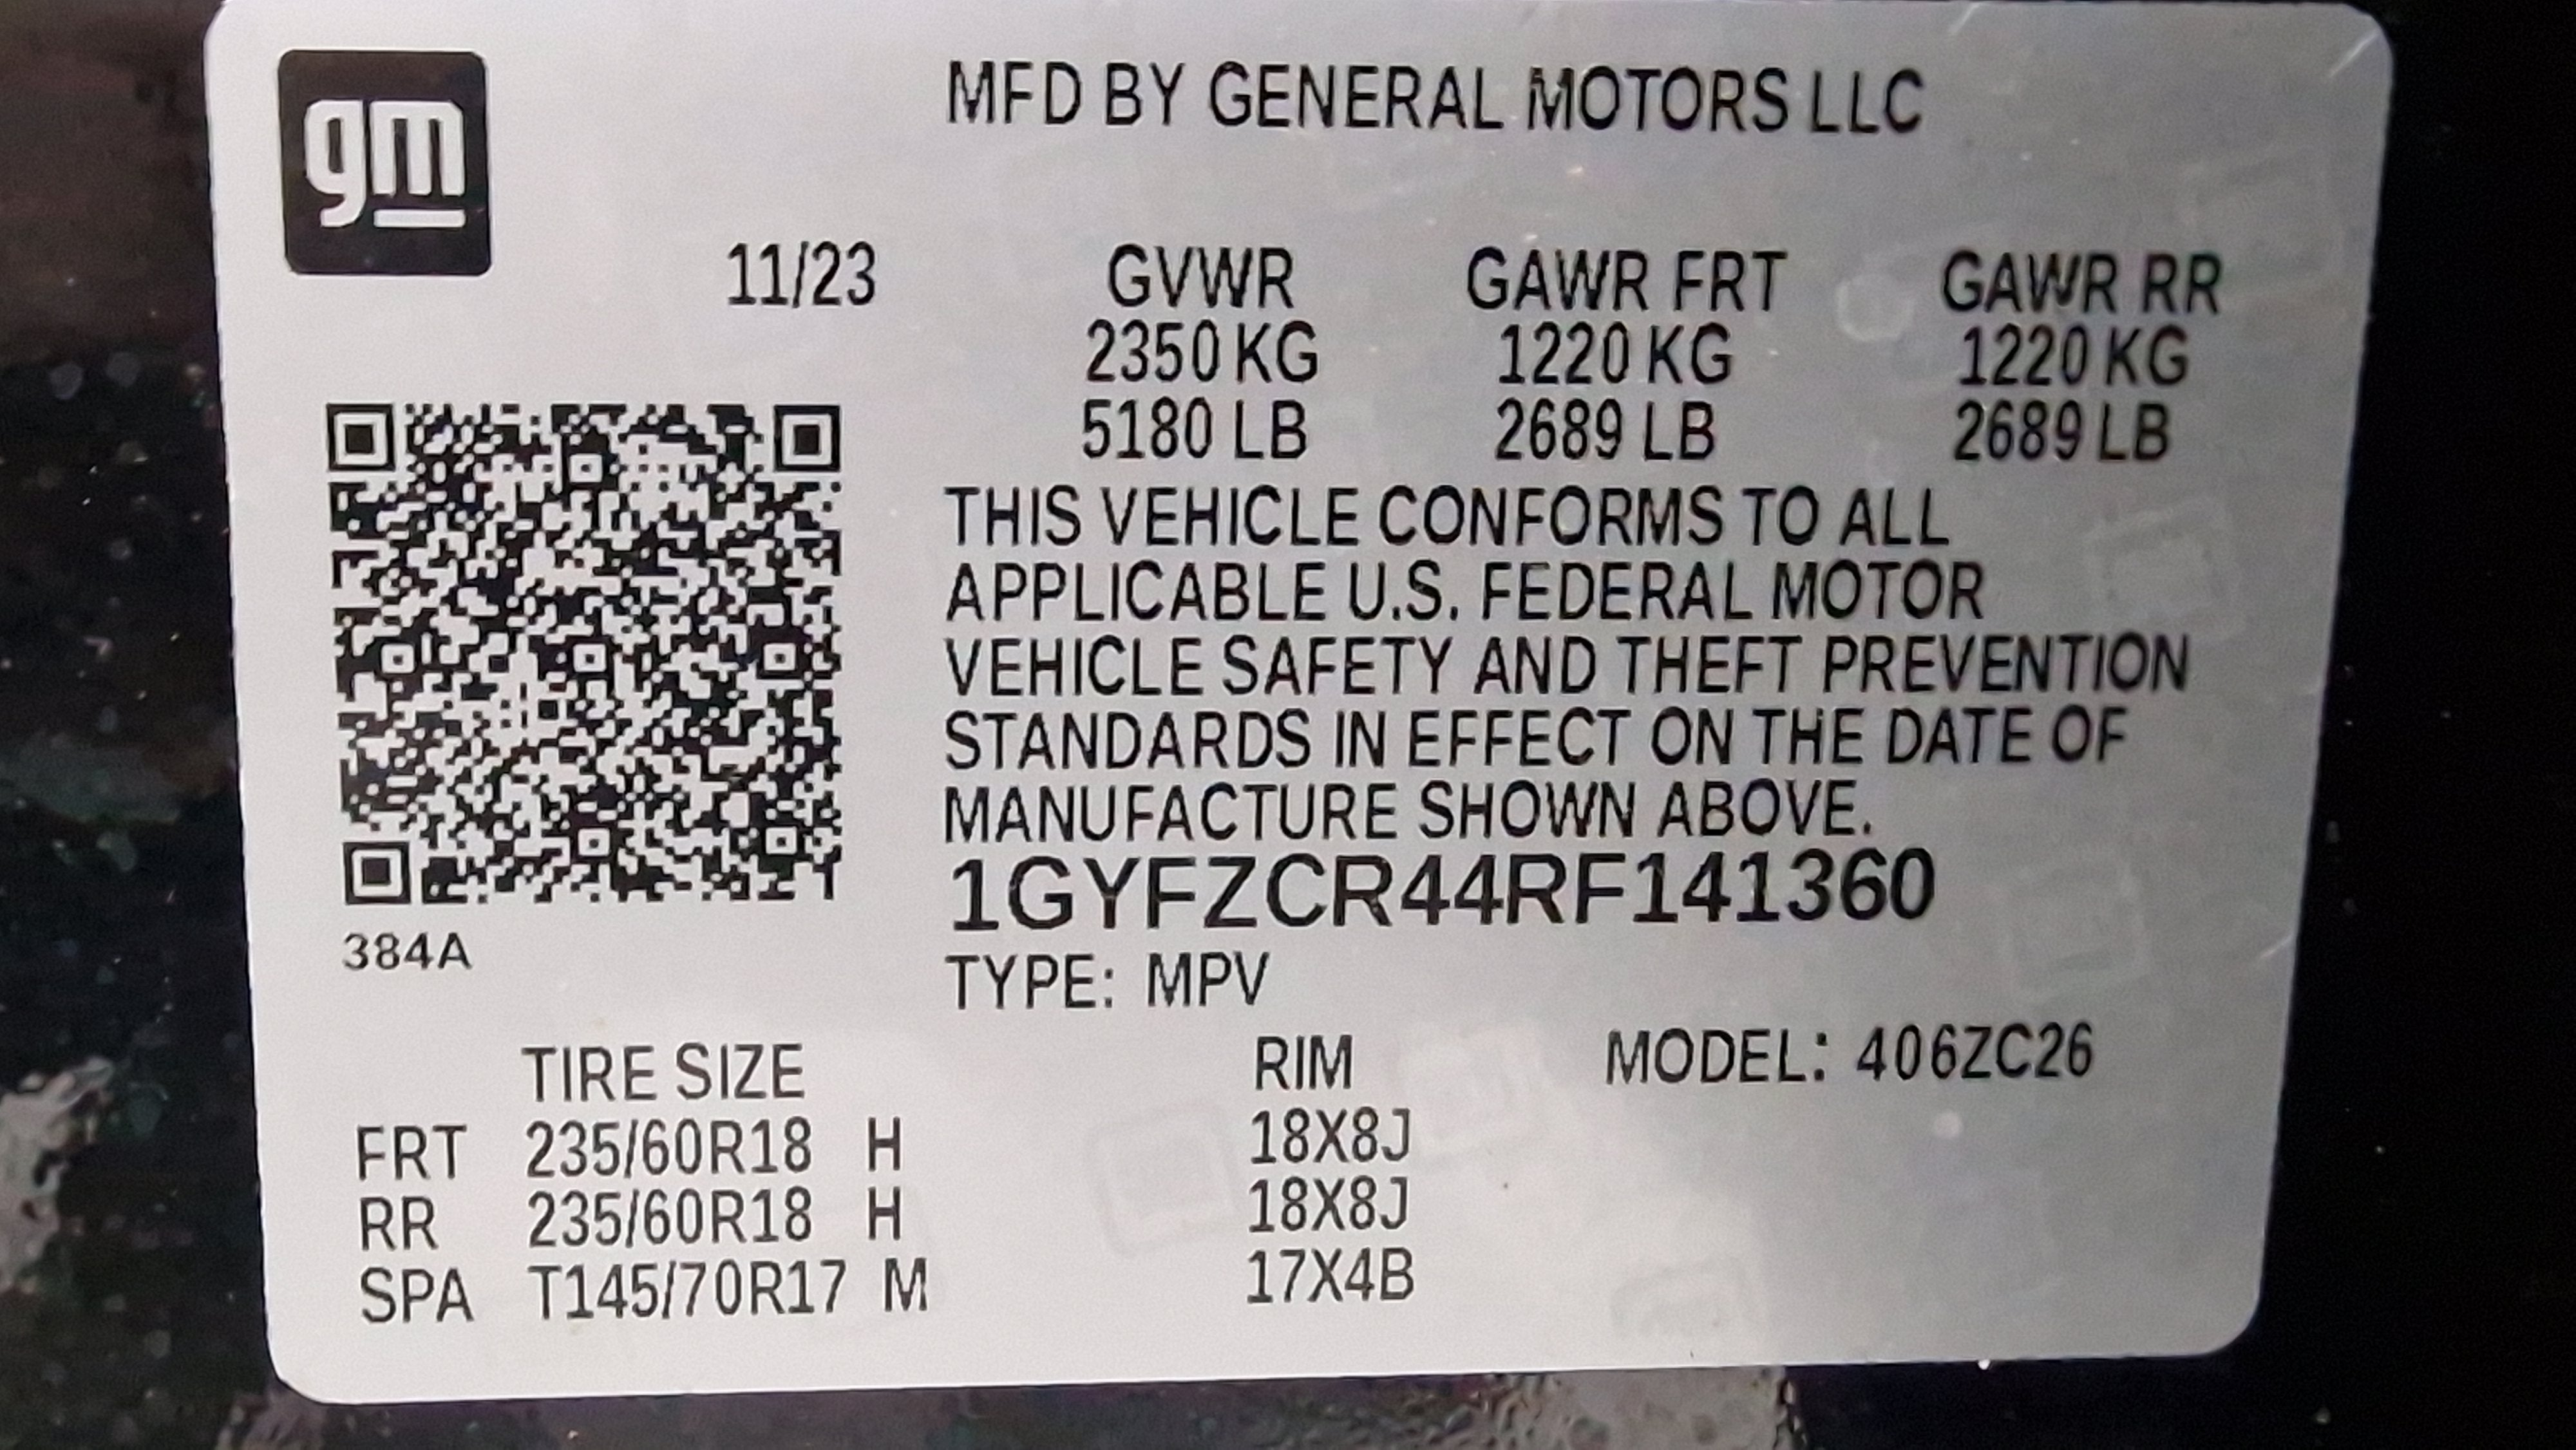 gm
MFD BY GENERAL MOTORS LLC
11/23 GVWR GAWR FRT GAWR RR
2350 KG 1220 KG 1220 KG
5180 LB 2689 LB 2689 LB
THIS VEHICLE CONFORMS TO ALL
APPLICABLE U.S. FEDERAL MOTOR
VEHICLE SAFETY AND THEFT PREVENTION
STANDARDS IN EFFECT ON THE DATE OF
MANUFACTURE SHOWN ABOVE.
1GYFZCR44RF141360
384A
TYPE: MPV
TIRE SIZE RIM MODEL: 406ZC26
FRT 235/60R18 H 18X8J
RR 235/60R18 H 18X8J
SPA T145/70R17 M 17X4B